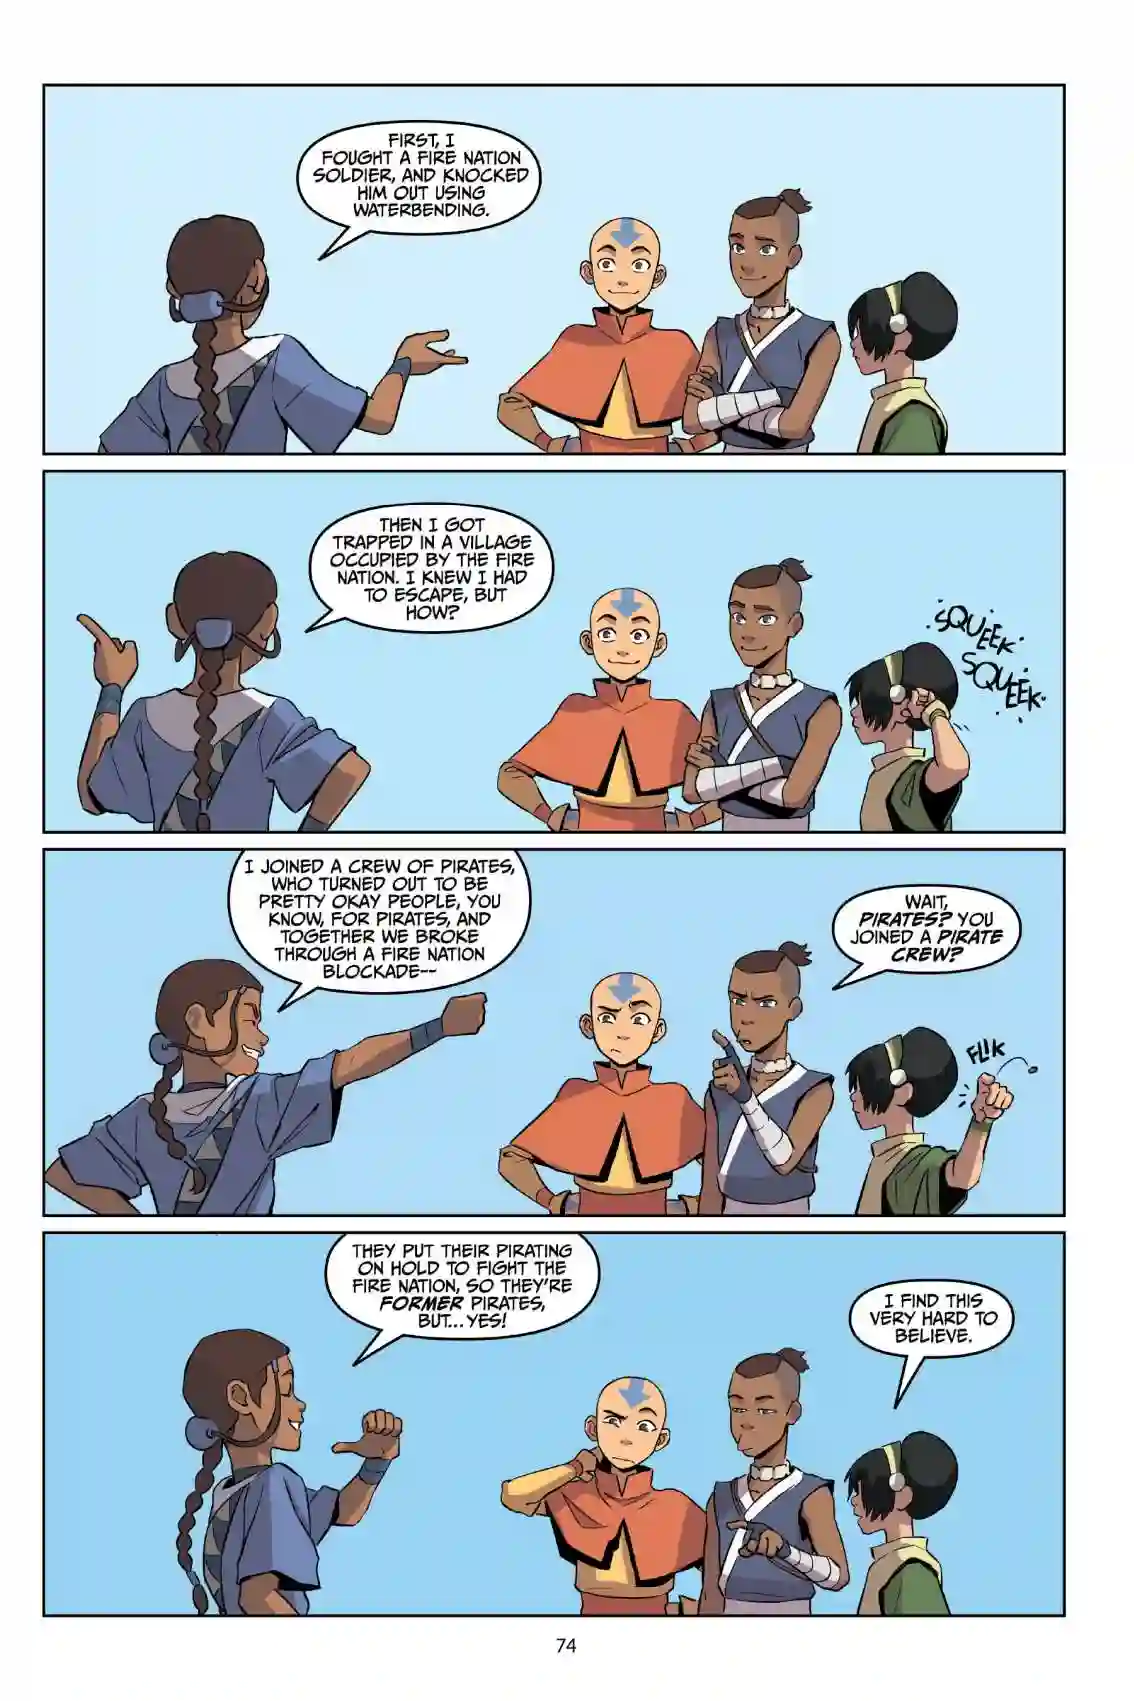 FIRST, I
FOUGHT A FIRE NATION
SOLDIER, AND KNOCKED
HIM OUT USING
WATERBENDING.
THEN I GOT
TRAPPED IN A VILLAGE
OCCUPIED BY THE FIRE
NATION. I KNEW I HAD
TO ESCAPE, BUT
HOW?
SQUEEK
SQUEEK
I JOINED A CREW OF PIRATES,
WHO TURNED OUT TO BE
PRETTY OKAY PEOPLE, YOU
KNOW, FOR PIRATES, AND
TOGETHER WE BROKE
THROUGH A FIRE NATION
BLOCKADE--
WAIT,
PIRATES? YOU
JOINED A PIRATE
CREW?
FLIK
THEY PUT THEIR PIRATING
ON HOLD TO FIGHT THE
FIRE NATION, SO THEY'RE
FORMER PIRATES,
BUT...YES!
I FIND THIS
VERY HARD TO
BELIEVE.
74